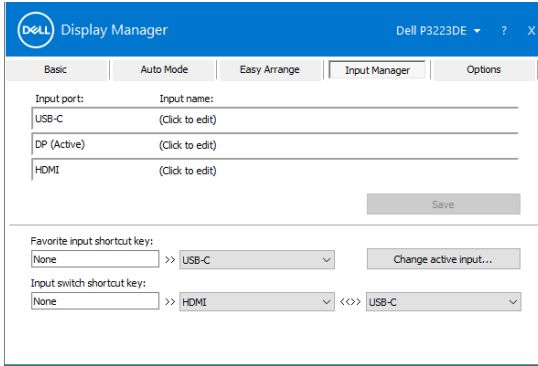 DELL Display Manager Dell P3223DE ? X
Basic Auto Mode Easy Arrange Input Manager Options
Input port: Input name:
USB-C (Click to edit)
DP (Active) (Click to edit)
HDMI (Click to edit)
Save
Favorite input shortcut key:
None >> USB-C Change active input...
Input switch shortcut key:
None >> HDMI <<>> USB-C